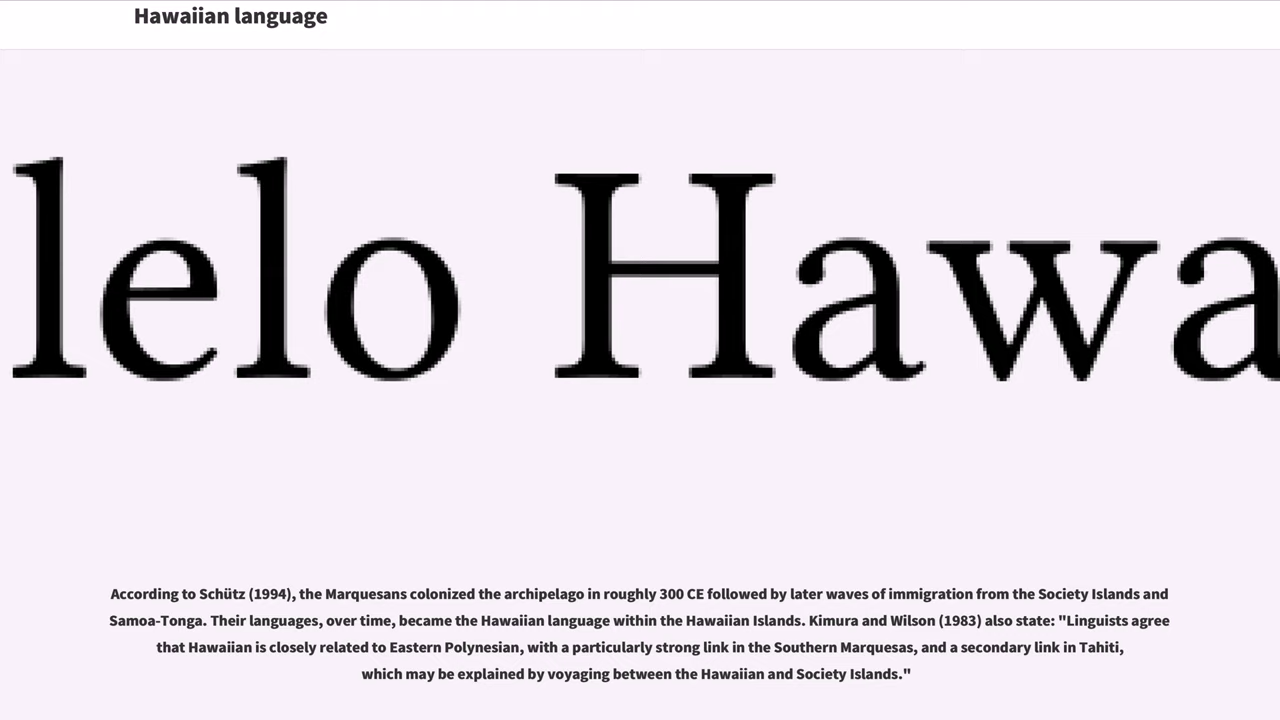 Hawaiian language
lelo Hawa
According to Schütz (1994), the Marquesans colonized the archipelago in roughly 300 CE followed by later waves of immigration from the Society Islands and
Samoa-Tonga. Their languages, over time, became the Hawaiian language within the Hawaiian Islands. Kimura and Wilson (1983) also state: "Linguists agree
that Hawaiian is closely related to Eastern Polynesian, with a particularly strong link in the Southern Marquesas, and a secondary link in Tahiti,
which may be explained by voyaging between the Hawaiian and Society Islands."